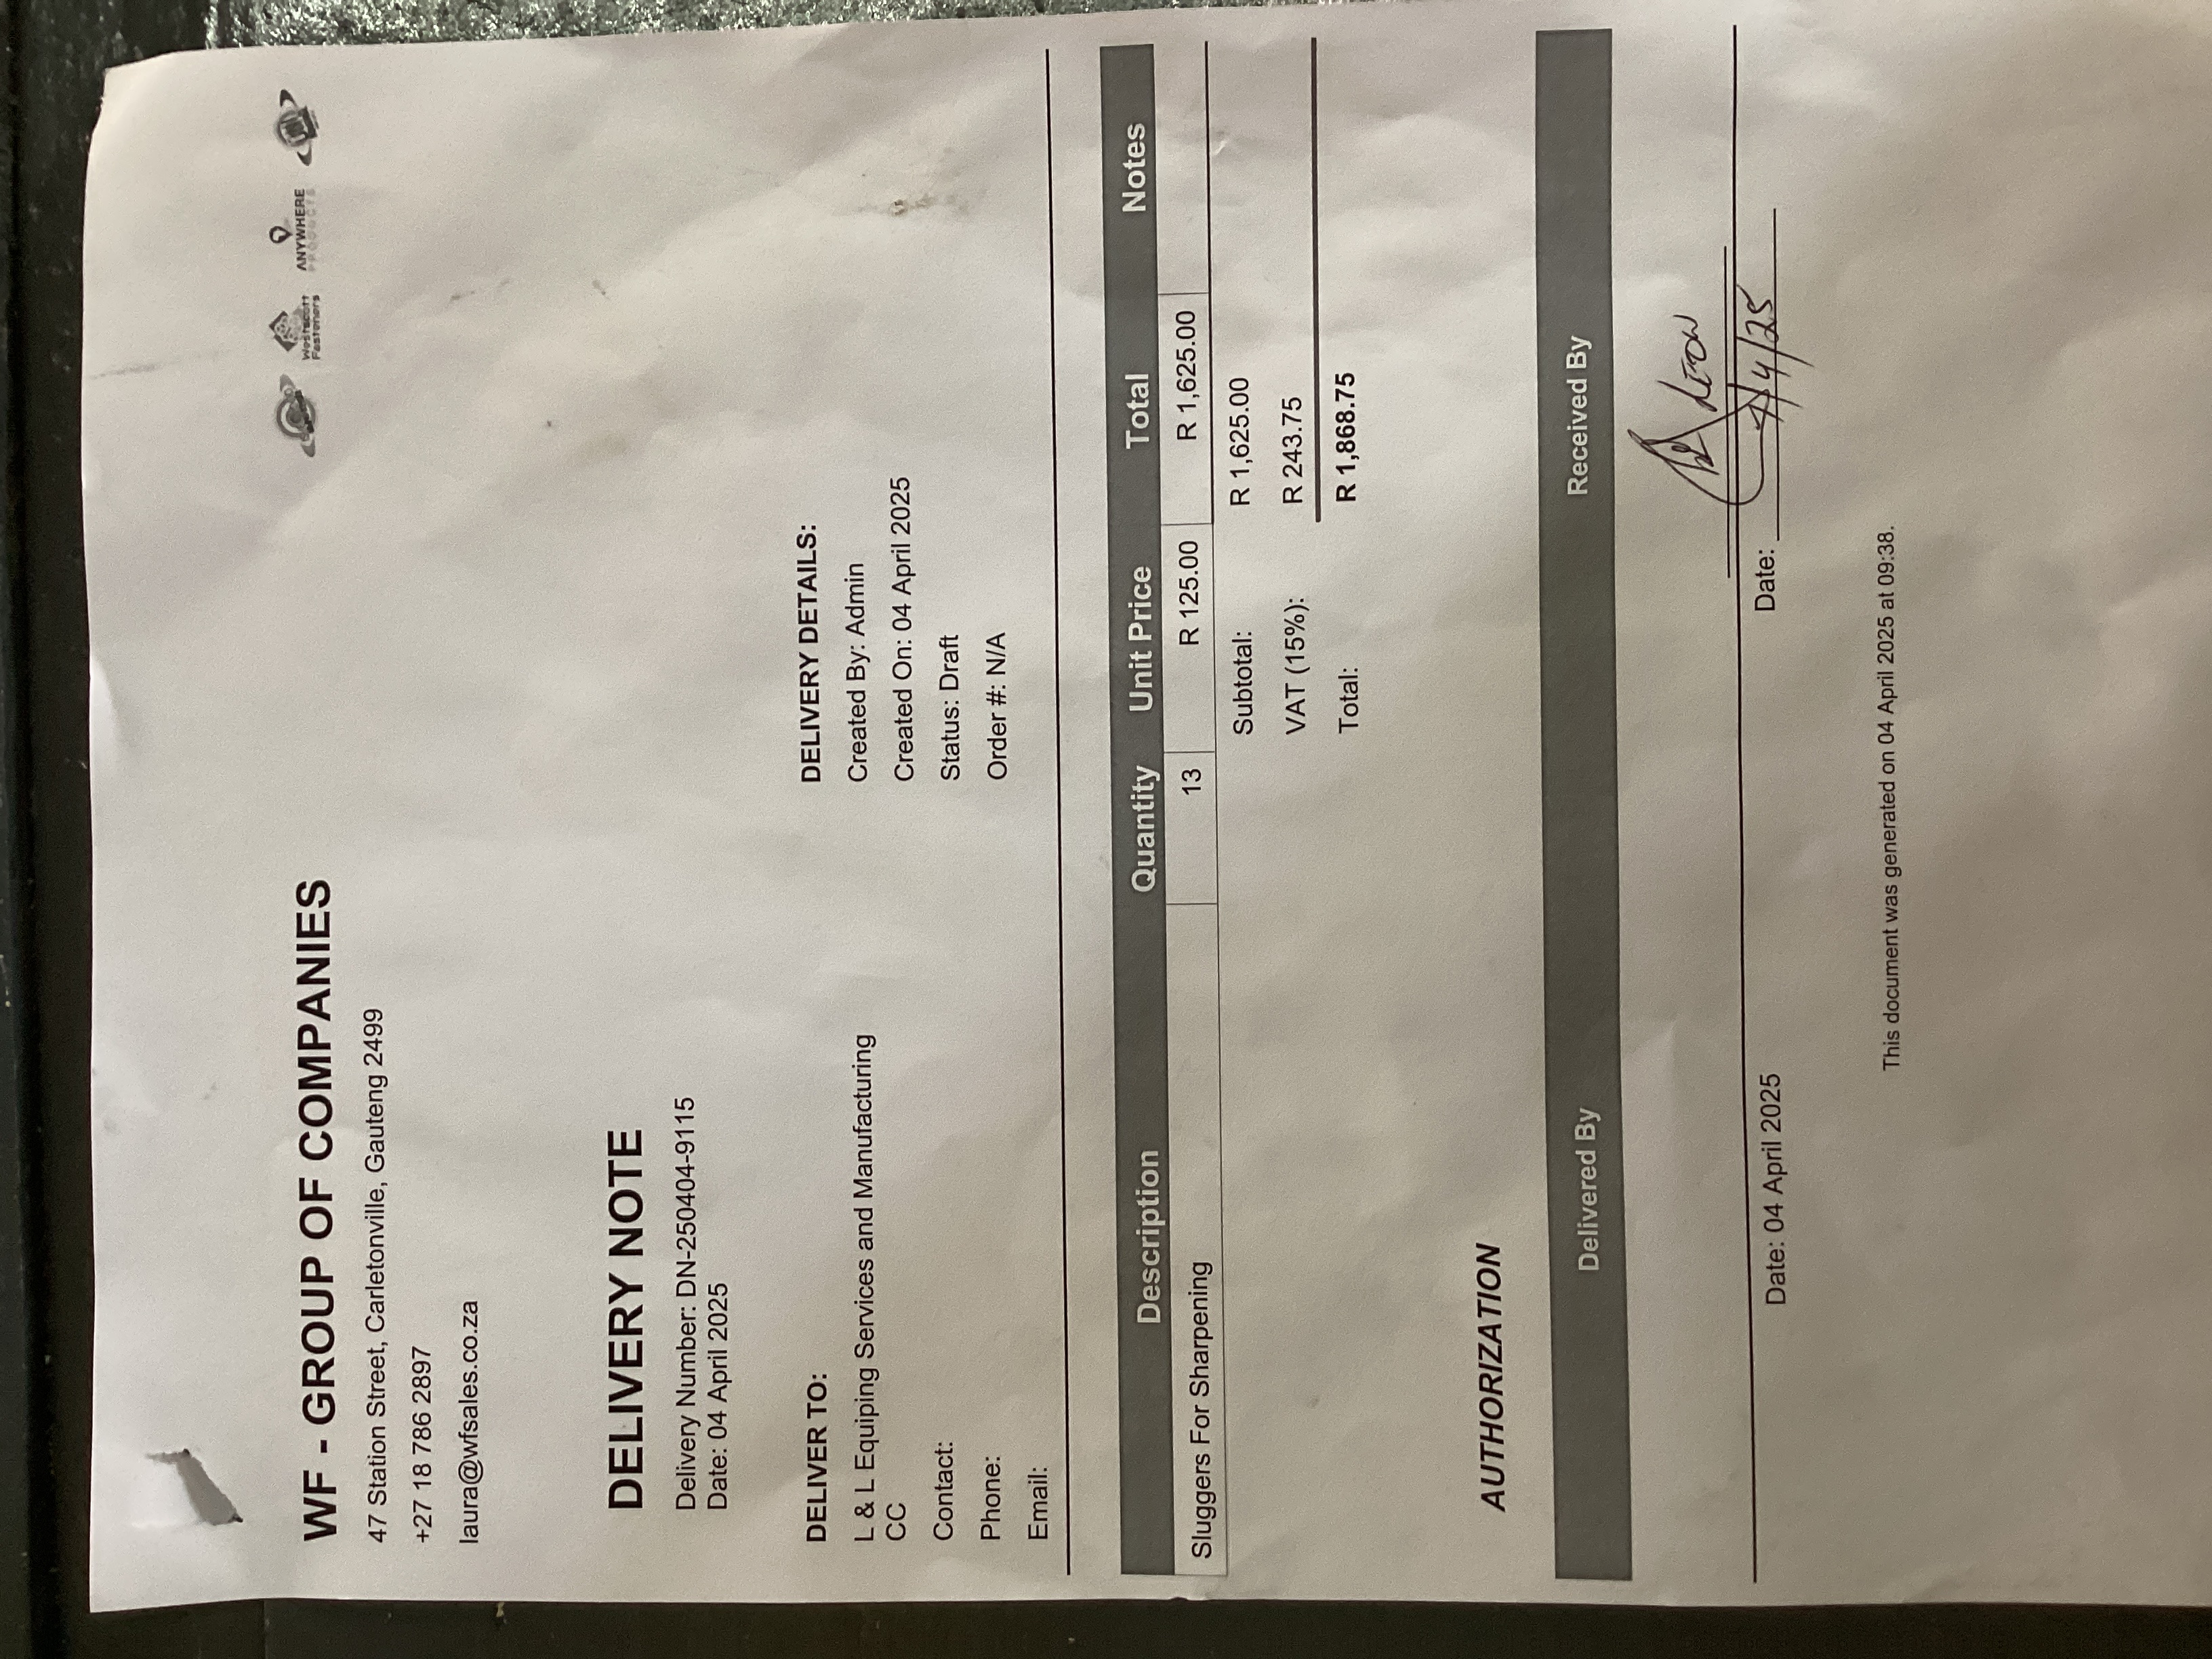 WF - GROUP OF COMPANIES
Westcott
Fasteners
ANYWHERE
PRODUCTS
47 Station Street, Carletonville, Gauteng 2499
+27 18 786 2897
laura@wfsales.co.za
DELIVERY NOTE
Delivery Number: DN-250404-9115
Date: 04 April 2025
DELIVER TO:
L & L Equiping Services and Manufacturing
CC
Contact:
Phone:
Email:
DELIVERY DETAILS:
Created By: Admin
Created On: 04 April 2025
Status: Draft
Order #: N/A
Description Quantity Unit Price Total Notes
Sluggers For Sharpening 13 R 125.00 R 1,625.00
Subtotal: R 1,625.00
VAT (15%): R 243.75
Total: R 1,868.75
AUTHORIZATION
Delivered By Received By
LEON
Date: 04 April 2025 Date: 7/4/25
This document was generated on 04 April 2025 at 09:38.